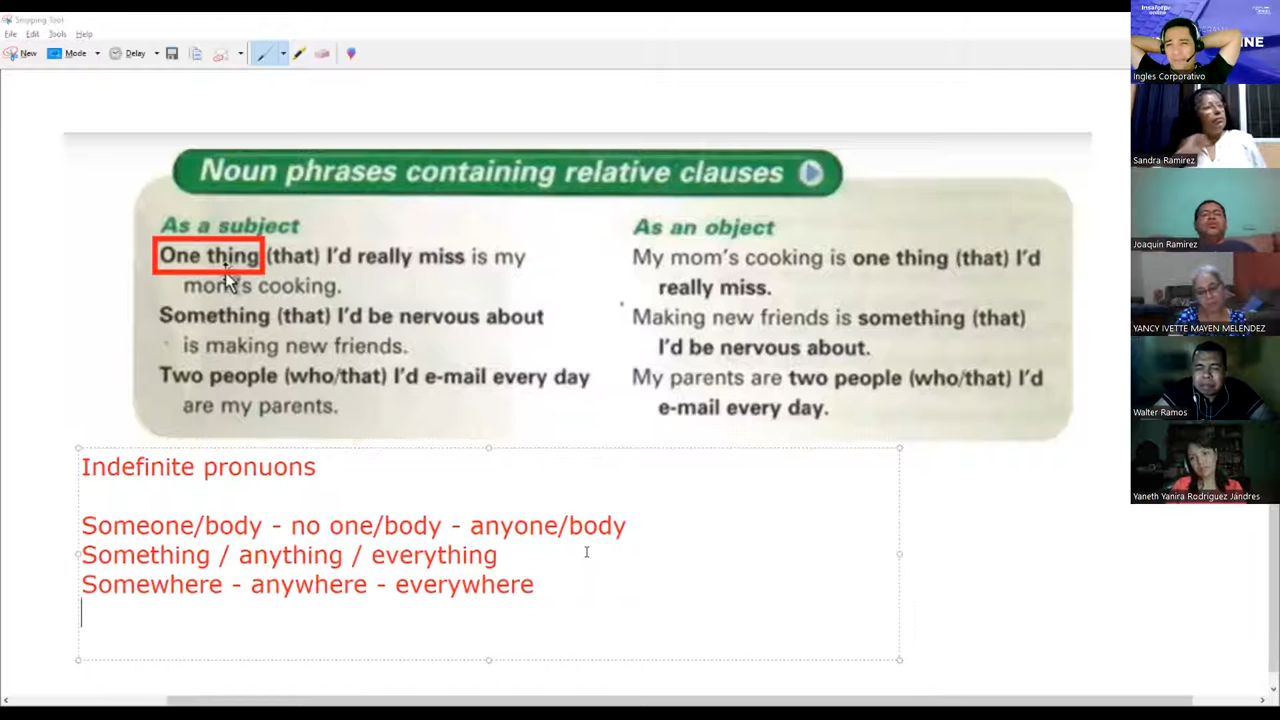 Snipping Tool
File Edit Tools Help
New Mode Delay
Noun phrases containing relative clauses
As a subject
One thing (that) I'd really miss is my
mom's cooking.
Something (that) I'd be nervous about
is making new friends.
Two people (who/that) I'd e-mail every day
are my parents.
As an object
My mom's cooking is one thing (that) I'd
really miss.
Making new friends is something (that)
I'd be nervous about.
My parents are two people (who/that) I'd
e-mail every day.
Indefinite pronuons
Someone/body - no one/body - anyone/body
Something / anything / everything
Somewhere - anywhere - everywhere
Insaforp
online
Ingles Corporativo
Sandra Ramirez
Joaquin Ramirez
YANCY IVETTE MAYEN MELENDEZ
Walter Ramos
Yaneth Yanira Rodriguez Jándres